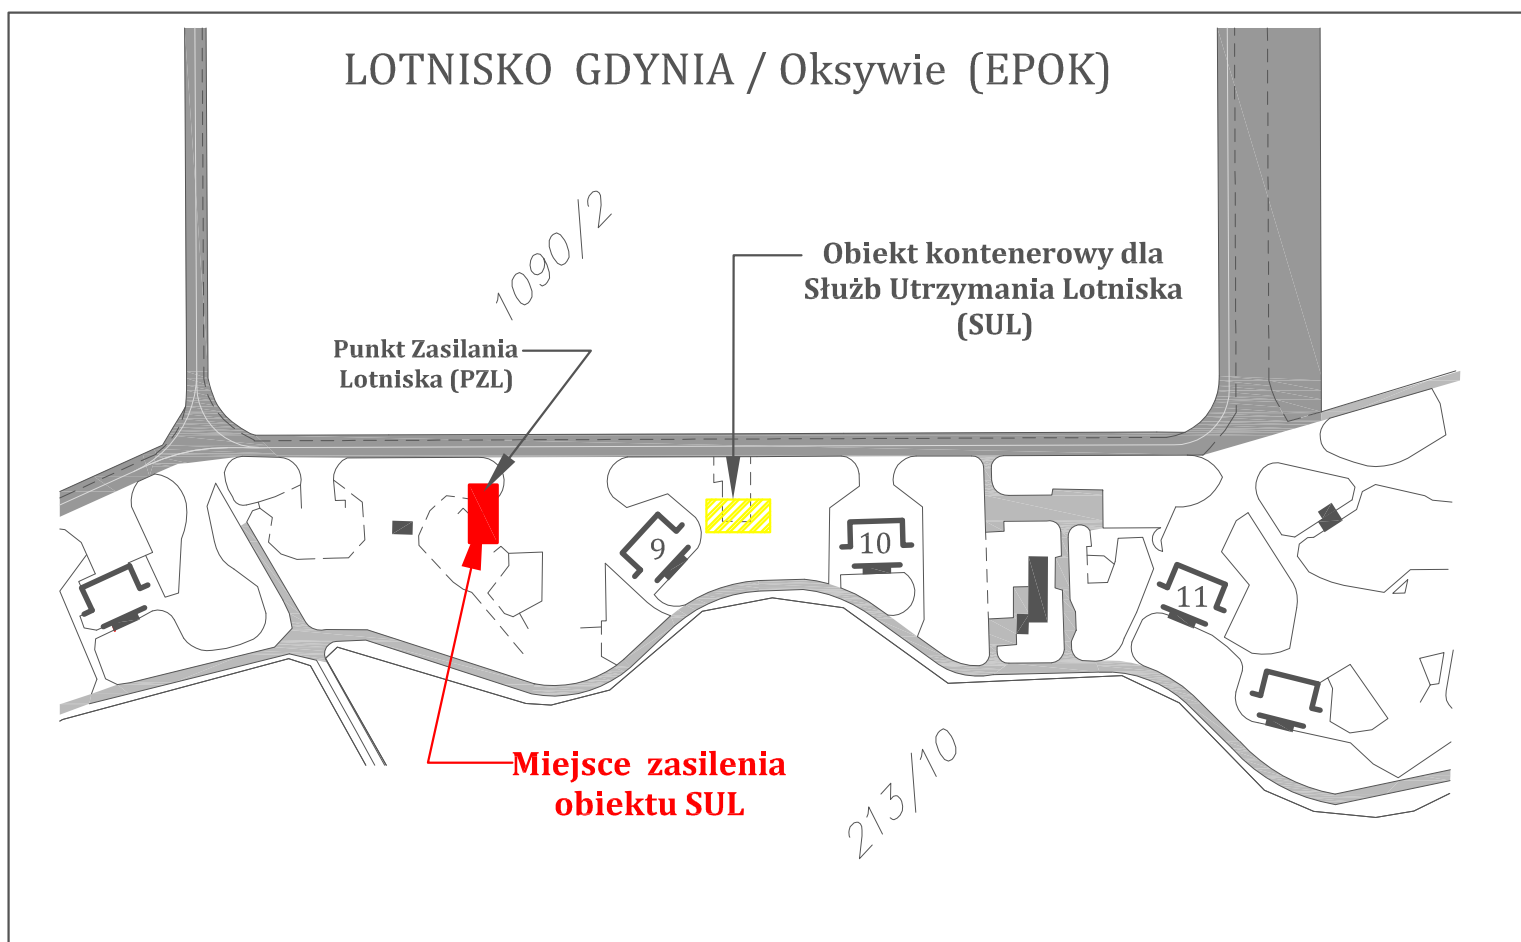 LOTNISKO GDYNIA / Oksywie (EPOK)
1090/2
Obiekt kontenerowy dla
Służb Utrzymania Lotniska
(SUL)
Punkt Zasilania
Lotniska (PZL)
9
10
11
Miejsce zasilenia
obiektu SUL
213/10